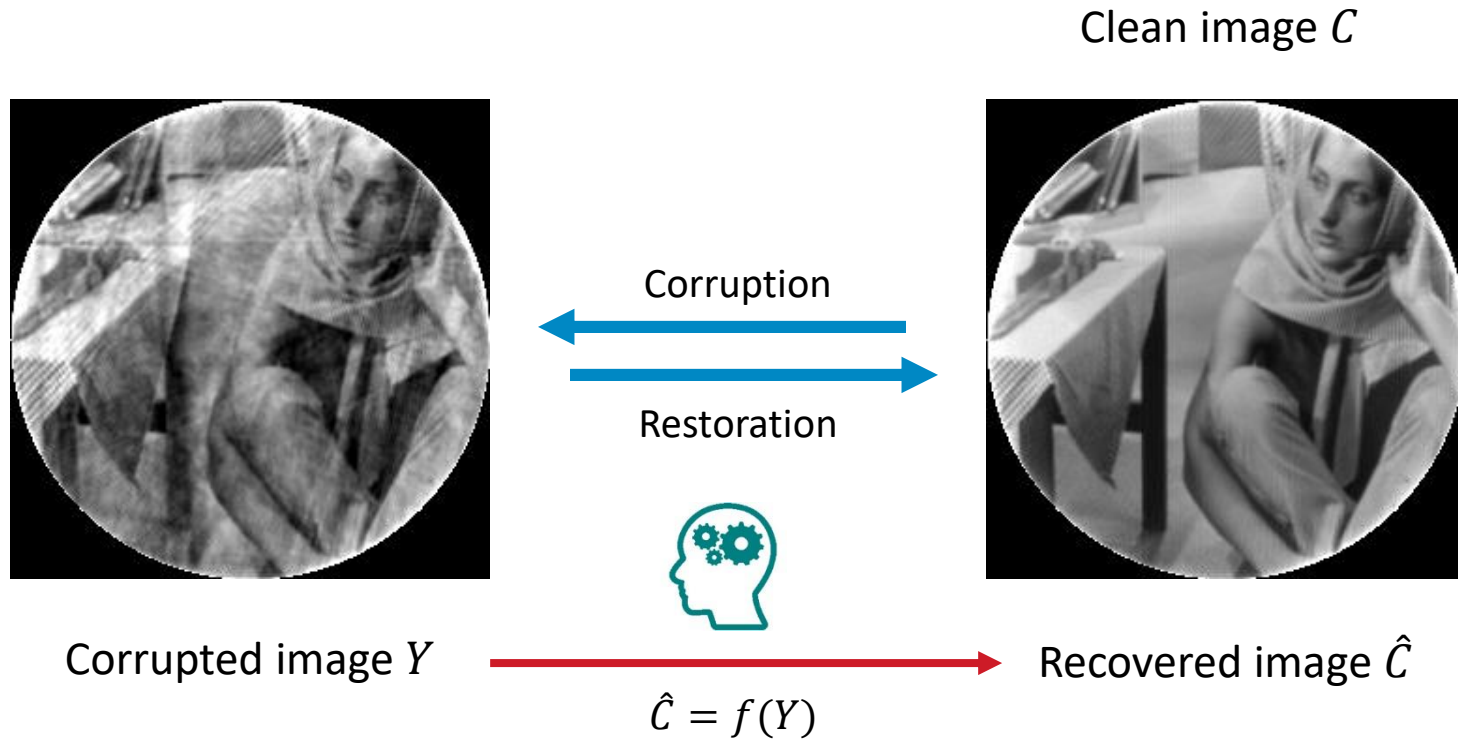 Clean image 𝐶
Corruption
Restoration
Corrupted image 𝑌
Recovered image 𝐶̂
𝐶̂ = 𝑓(𝑌)